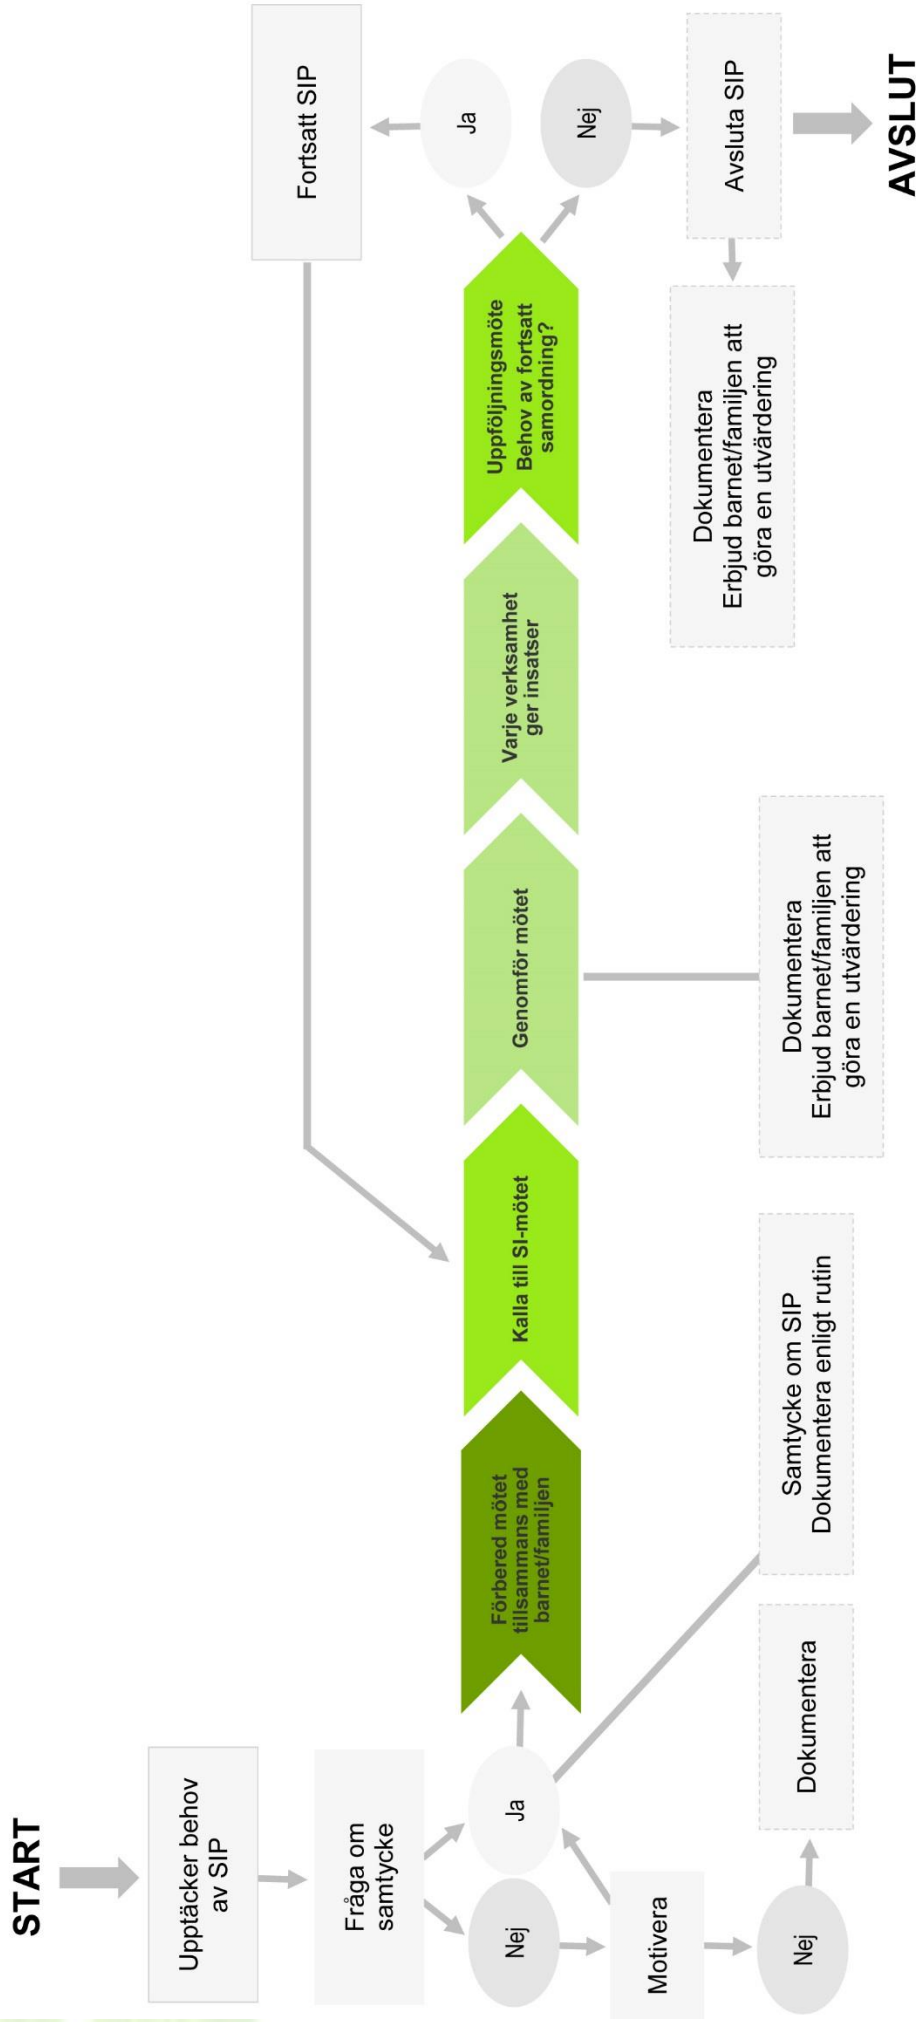 START
Upptäcker behov
av SIP
Fråga om
samtycke
Nej
Ja
Motivera
Nej
Dokumentera
Samtycke om SIP
Dokumentera enligt rutin
Förbered mötet
tillsammans med
barnet/familjen
Kalla till SI-mötet
Genomför mötet
Dokumentera
Erbjud barnet/familjen att
göra en utvärdering
Varje verksamhet
ger insatser
Uppföljningsmöte
Behov av fortsatt
samordning?
Ja
Fortsatt SIP
Nej
Avsluta SIP
Dokumentera
Erbjud barnet/familjen att
göra en utvärdering
AVSLUT